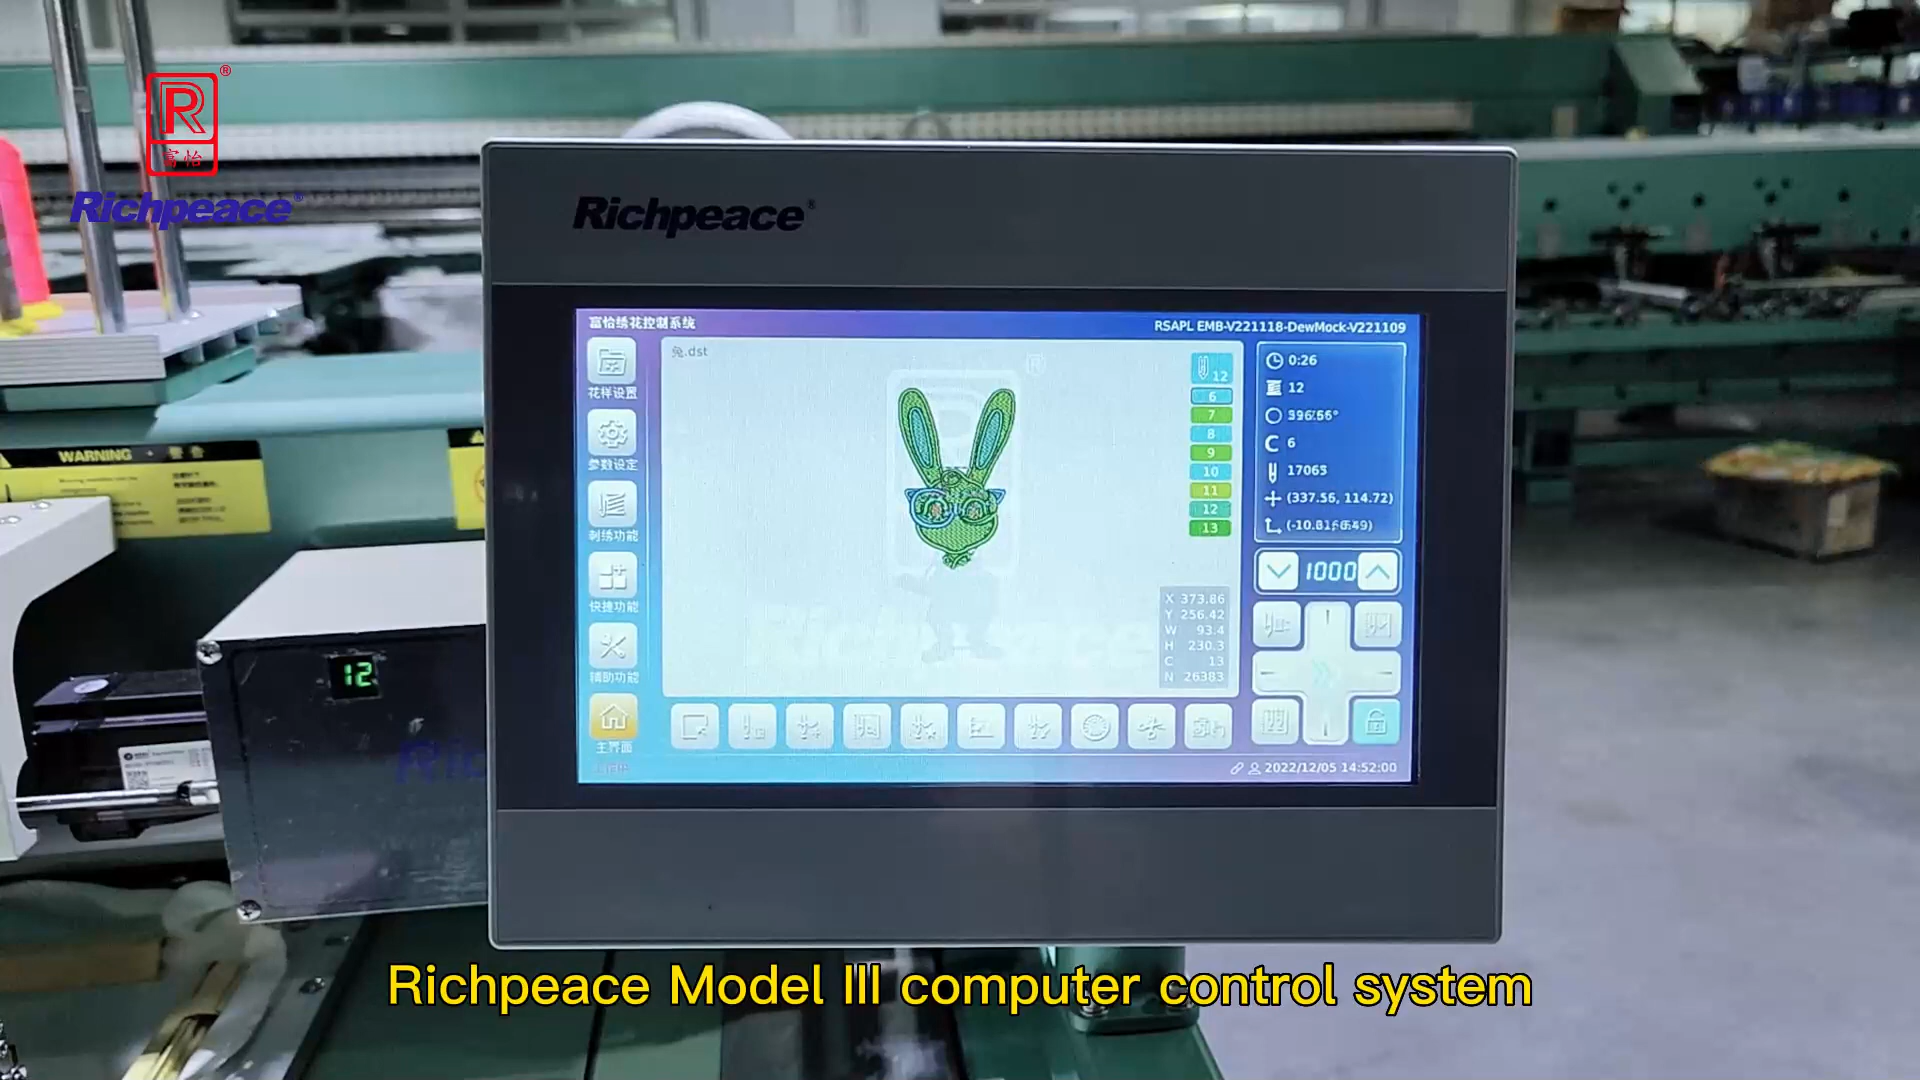 R®
富怡
Richpeace®
Richpeace®
富怡绣花控制系统
RSAPL EMB-V221118-DewMock-V221109
兔.dst
花样设置
参数设定
刺绣功能
快捷功能
辅助功能
主界面
12
6
7
8
9
10
11
12
13
0:26
12
6
17065
(337.56, 114.72)
1000
X 373.86
Y 256.42
W 93.4
H 230.3
C 13
N 26383
2022/12/05 14:52:00
WARNING · 警告
12
Richpeace Model III computer control system